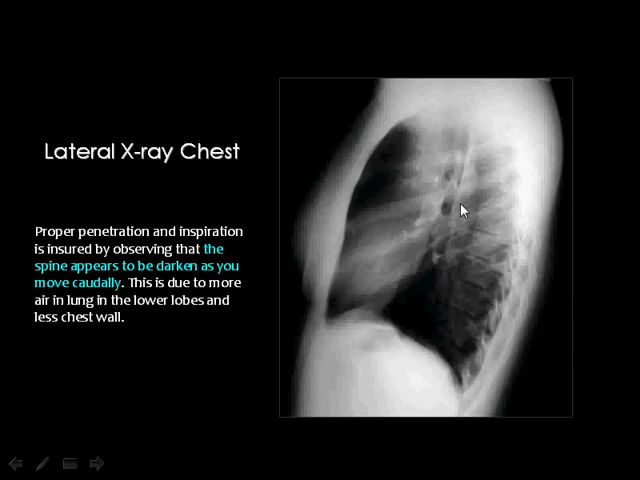 Lateral X-ray Chest
Proper penetration and inspiration
is insured by observing that the
spine appears to be darken as you
move caudally. This is due to more
air in lung in the lower lobes and
less chest wall.